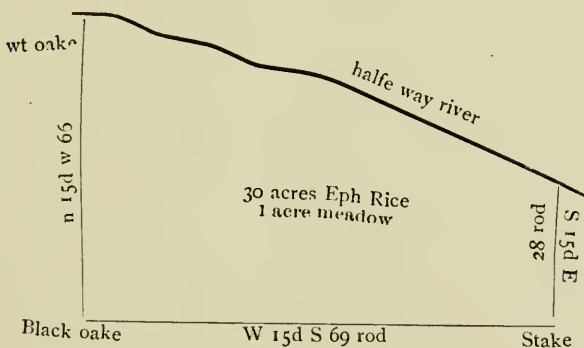 wt oake
halfe way river
n 15d w 66
30 acres Eph Rice
1 acre meadow
28 rod
S 15d E
Black oake
W 15d S 69 rod
Stake